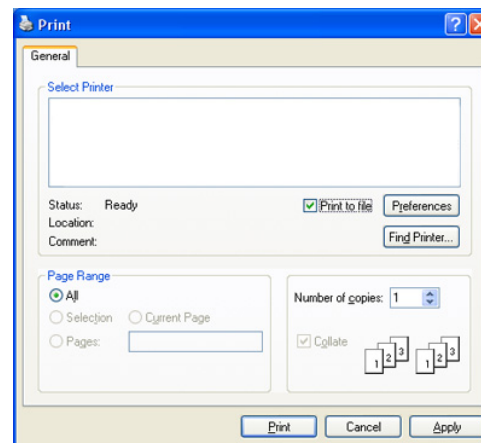 Print
General
Select Printer
Status: Ready
Print to file
Preferences
Location:
Comment:
Find Printer...
Page Range
All
Selection
Current Page
Pages:
Number of copies: 1
Collate
1 2 3 1 2 3
Print
Cancel
Apply